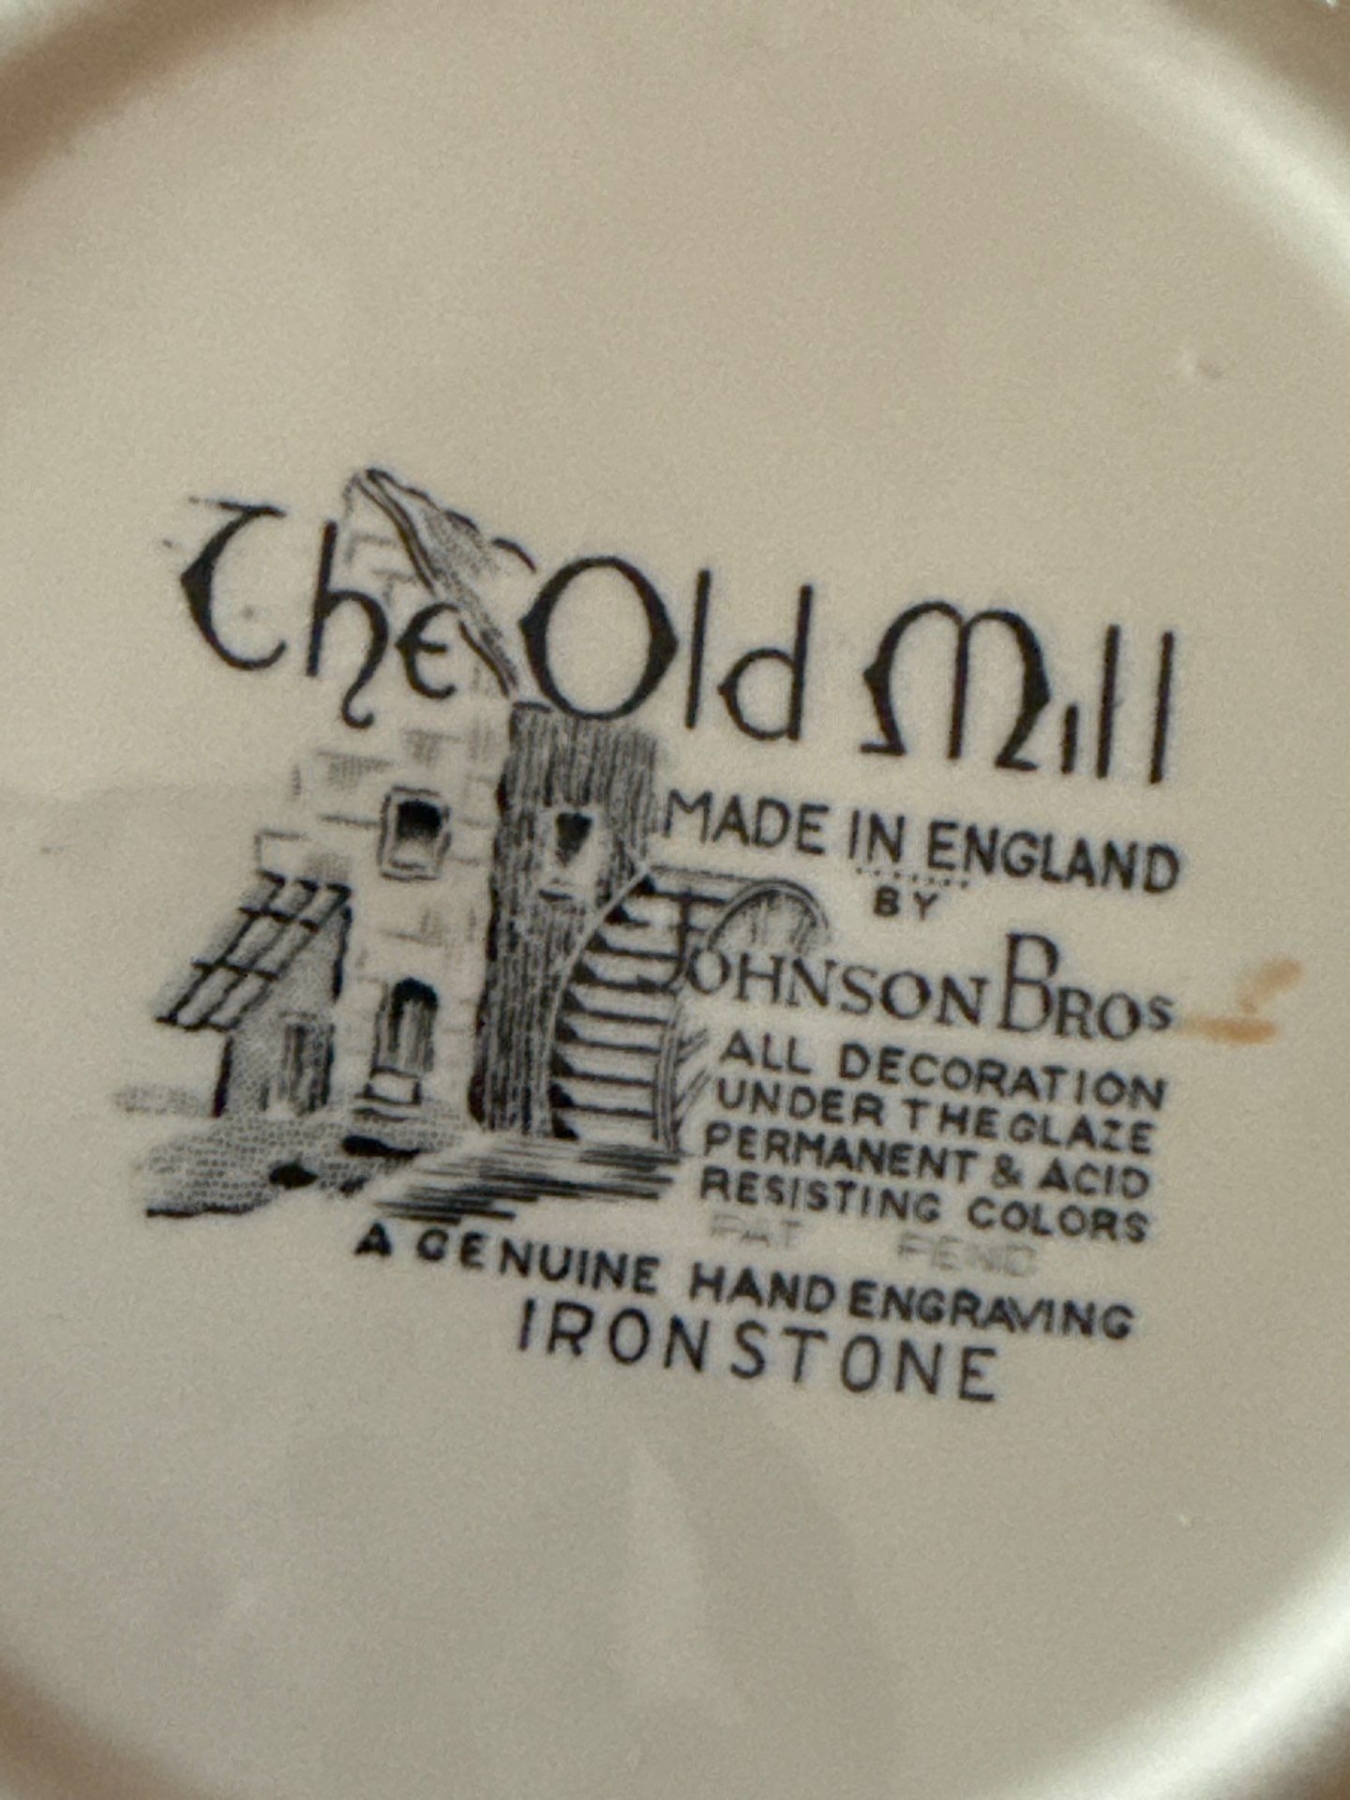 The Old Mill
MADE IN ENGLAND
BY
JOHNSON BROS
ALL DECORATION
UNDER THE GLAZE
PERMANENT & ACID
RESISTING COLORS
PAT PEND
A GENUINE HAND ENGRAVING
IRONSTONE